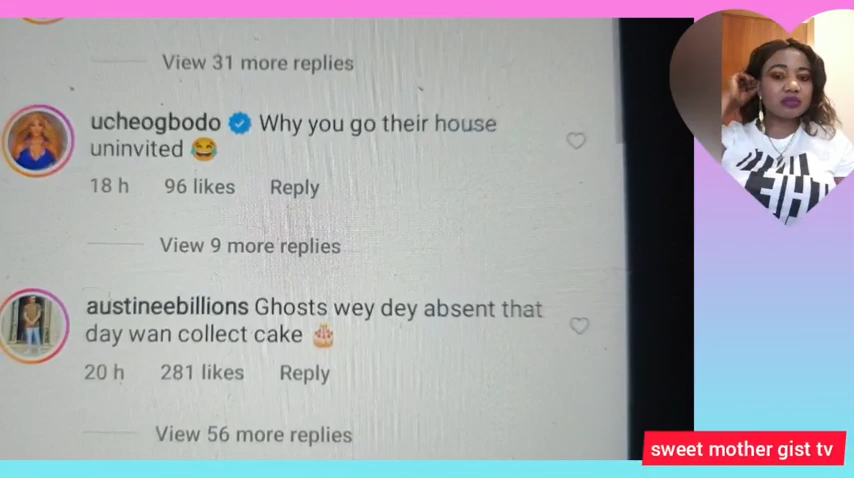 View 31 more replies
ucheogbodo Why you go their house
uninvited 😂
18 h 96 likes Reply
View 9 more replies
austineebillions Ghosts wey dey absent that
day wan collect cake 🎂
20 h 281 likes Reply
View 56 more replies
sweet mother gist tv